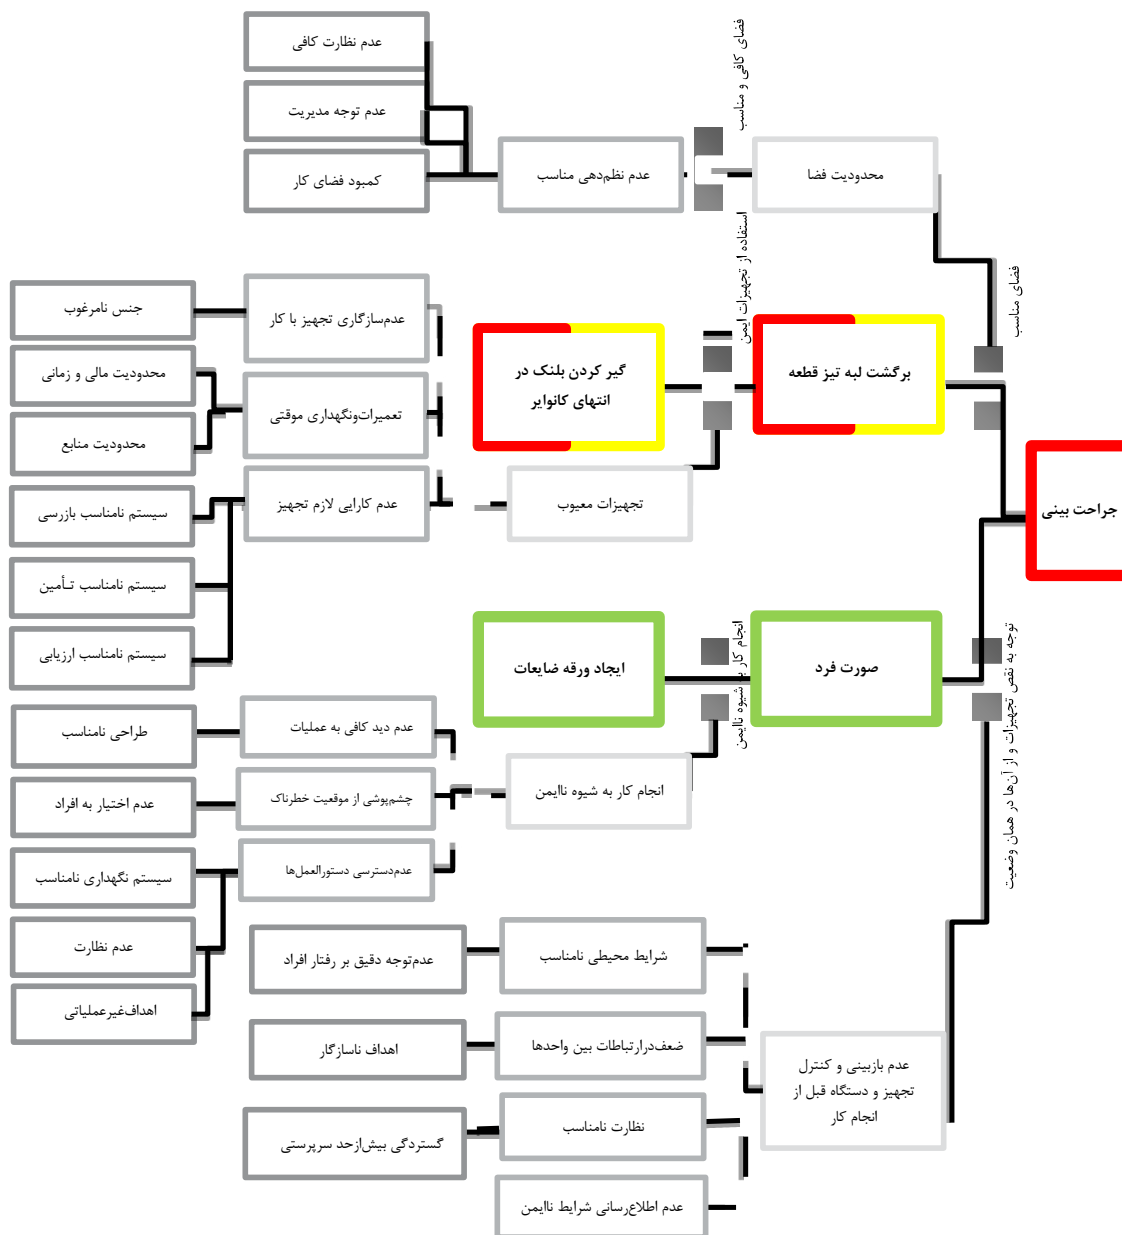 عدم نظارت کافی
عدم توجه مدیریت
کمبود فضای کار
عدم نظم‌دهی مناسب
محدودیت فضا
فضای کافی و مناسب
فضای مناسب
استفاده از تجهیزات ایمن
جنس نامرغوب
عدم‌سازگاری تجهیز با کار
محدودیت مالی و زمانی
محدودیت منابع
تعمیرات‌ونگهداری موقتی
گیر کردن بلنک در
انتهای کانوایر
برگشت لبه تیز قطعه
جراحت بینی
سیستم نامناسب بازرسی
سیستم نامناسب تـأمین
سیستم نامناسب ارزیابی
عدم کارایی لازم تجهیز
تجهیزات معیوب
ایجاد ورقه ضایعات
صورت فرد
انجام کار به شیوه ناایمن
توجه به نقص تجهیزات و از آن‌ها در همان وضعیت
طراحی نامناسب
عدم دید کافی به عملیات
عدم اختیار به افراد
چشم‌پوشی از موقعیت خطرناک
انجام کار به شیوه ناایمن
سیستم نگهداری نامناسب
عدم‌دسترسی دستورالعمل‌ها
عدم نظارت
اهداف‌غیرعملیاتی
عدم‌توجه دقیق بر رفتار افراد
شرایط محیطی نامناسب
اهداف ناسازگار
ضعف‌درارتباطات بین واحدها
گستردگی بیش‌ازحد سرپرستی
نظارت نامناسب
عدم اطلاع‌رسانی شرایط ناایمن
عدم بازبینی و کنترل
تجهیز و دستگاه قبل از
انجام کار